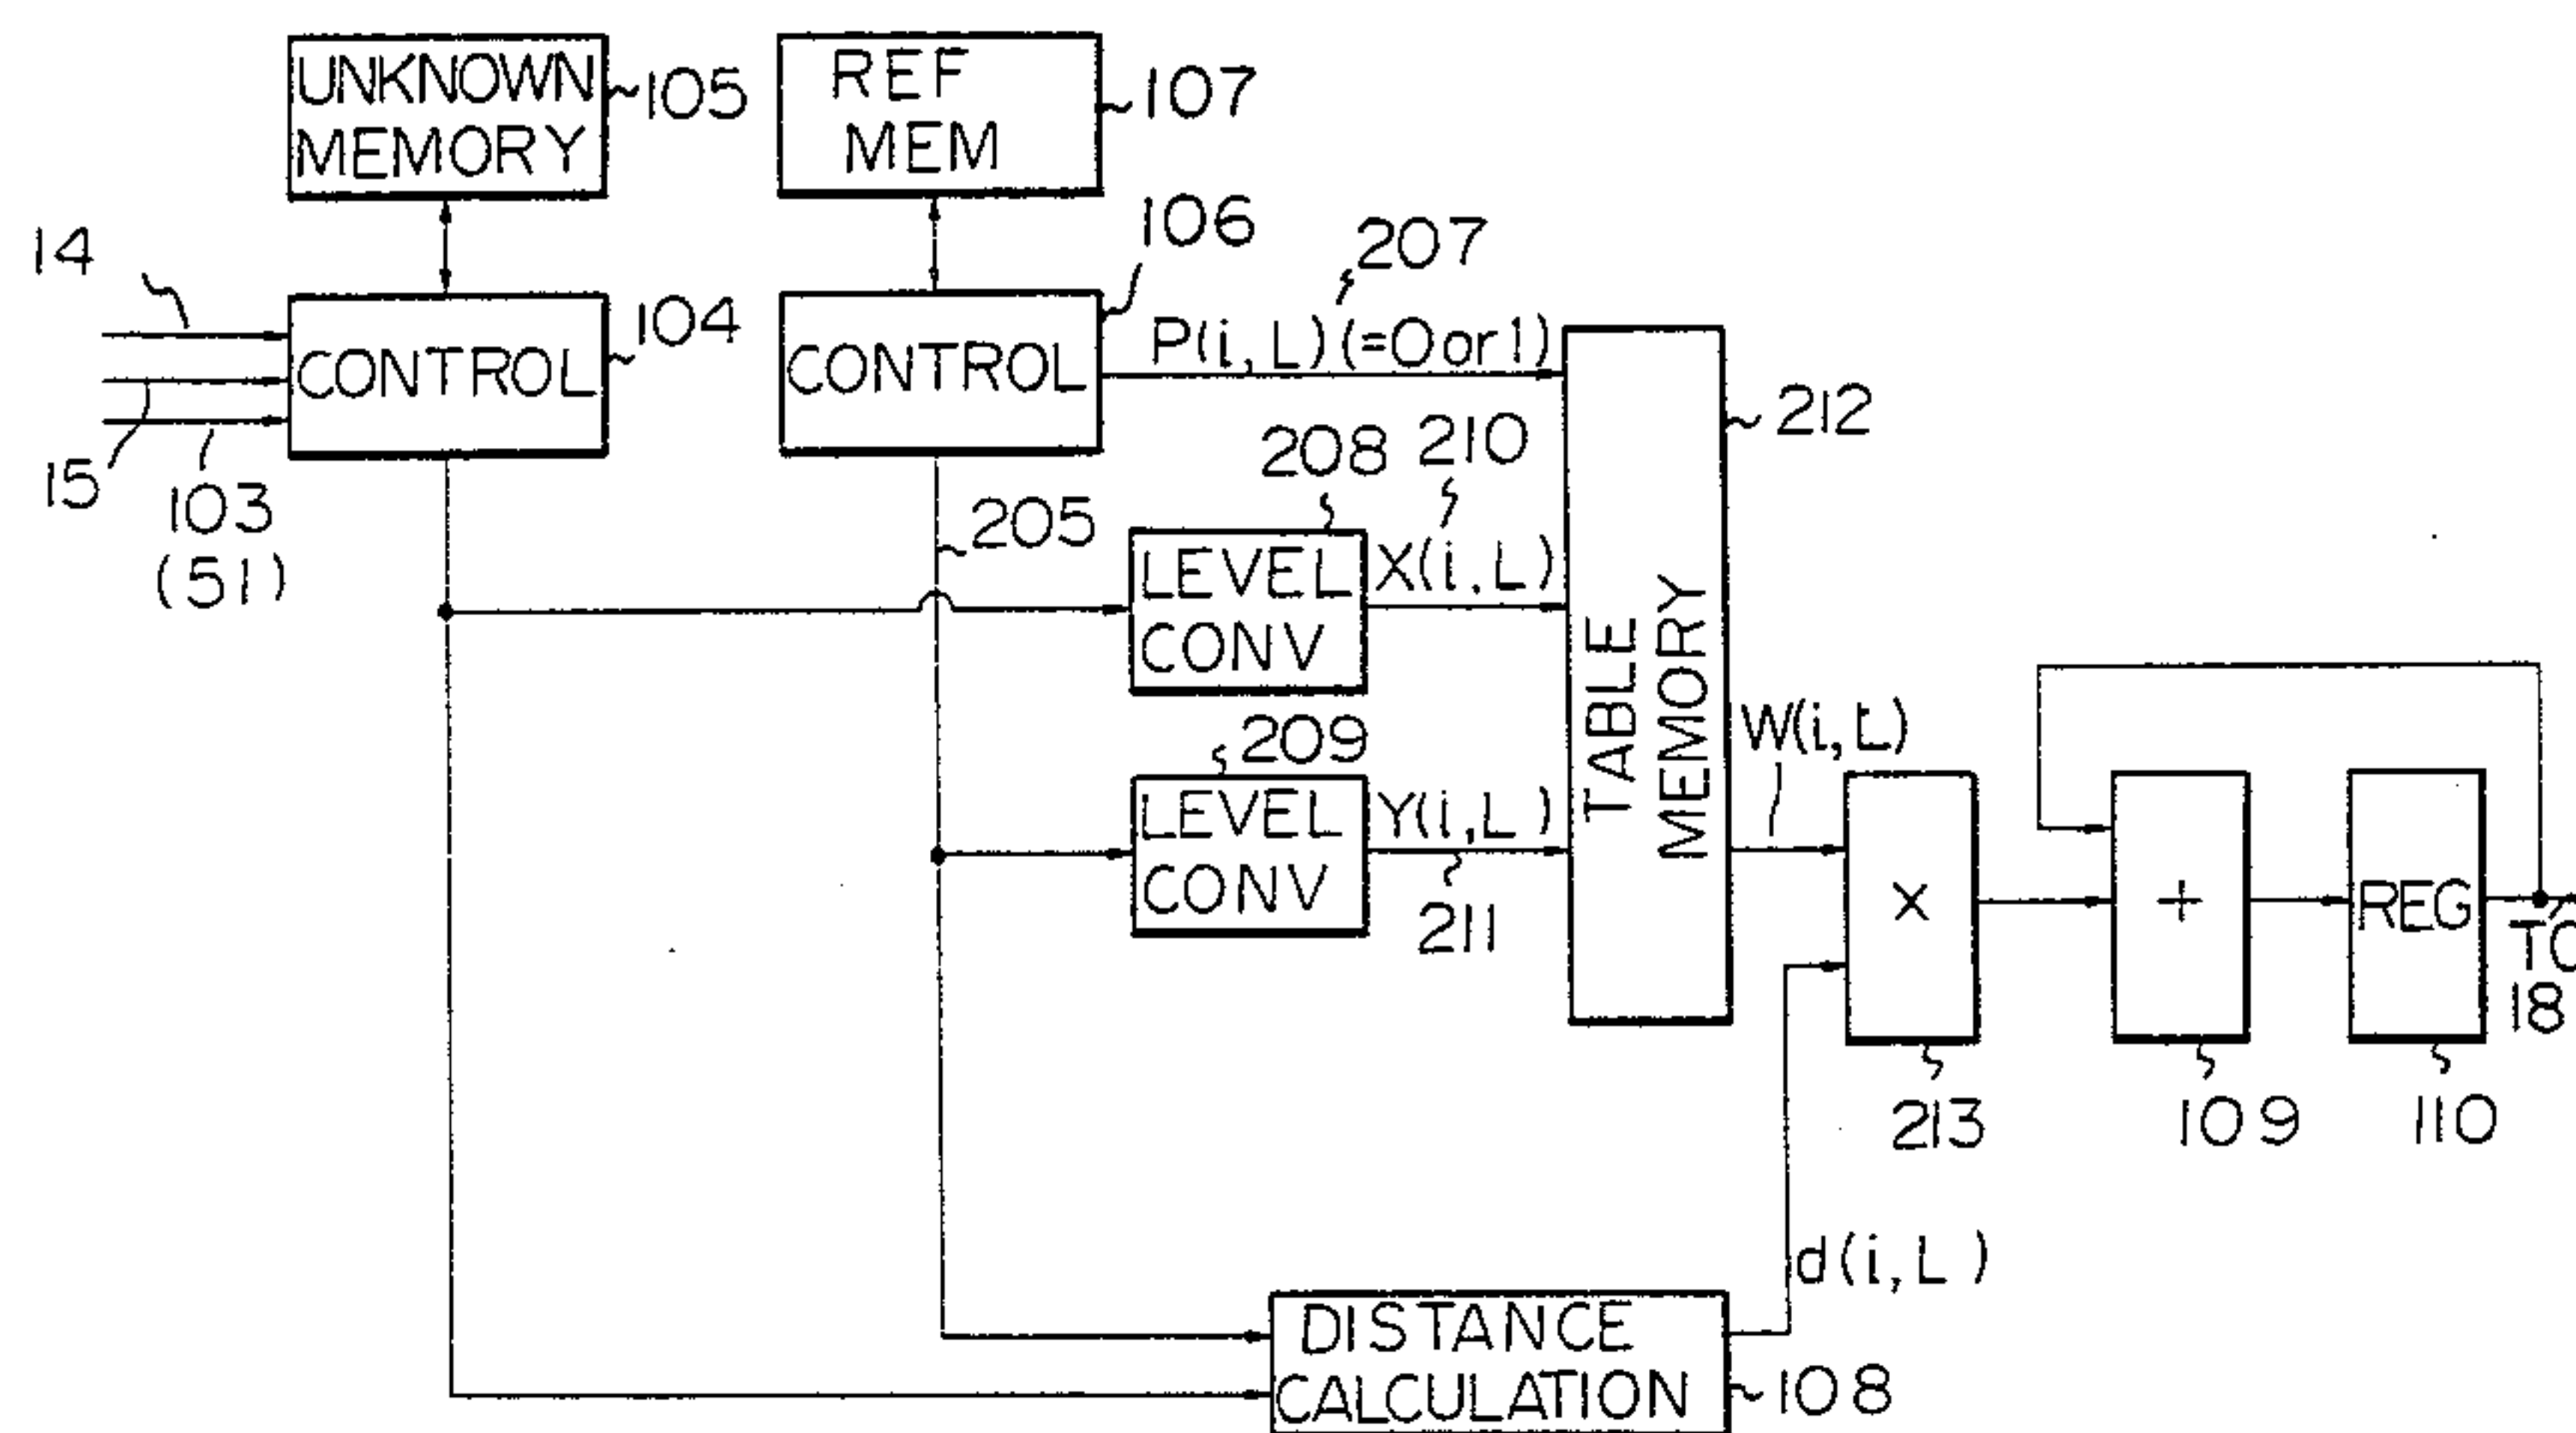 UNKNOWN
MEMORY
105
REF
MEM
107
14
CONTROL
104
15
103
(51)
CONTROL
106
207
P(i,L)(=0 or 1)
205
208
210
LEVEL
CONV
X(i,L)
209
LEVEL
CONV
Y(i,L)
211
TABLE
MEMORY
212
W(i,L)
×
213
+
109
REG
110
TO
18
d(i,L)
DISTANCE
CALCULATION
108